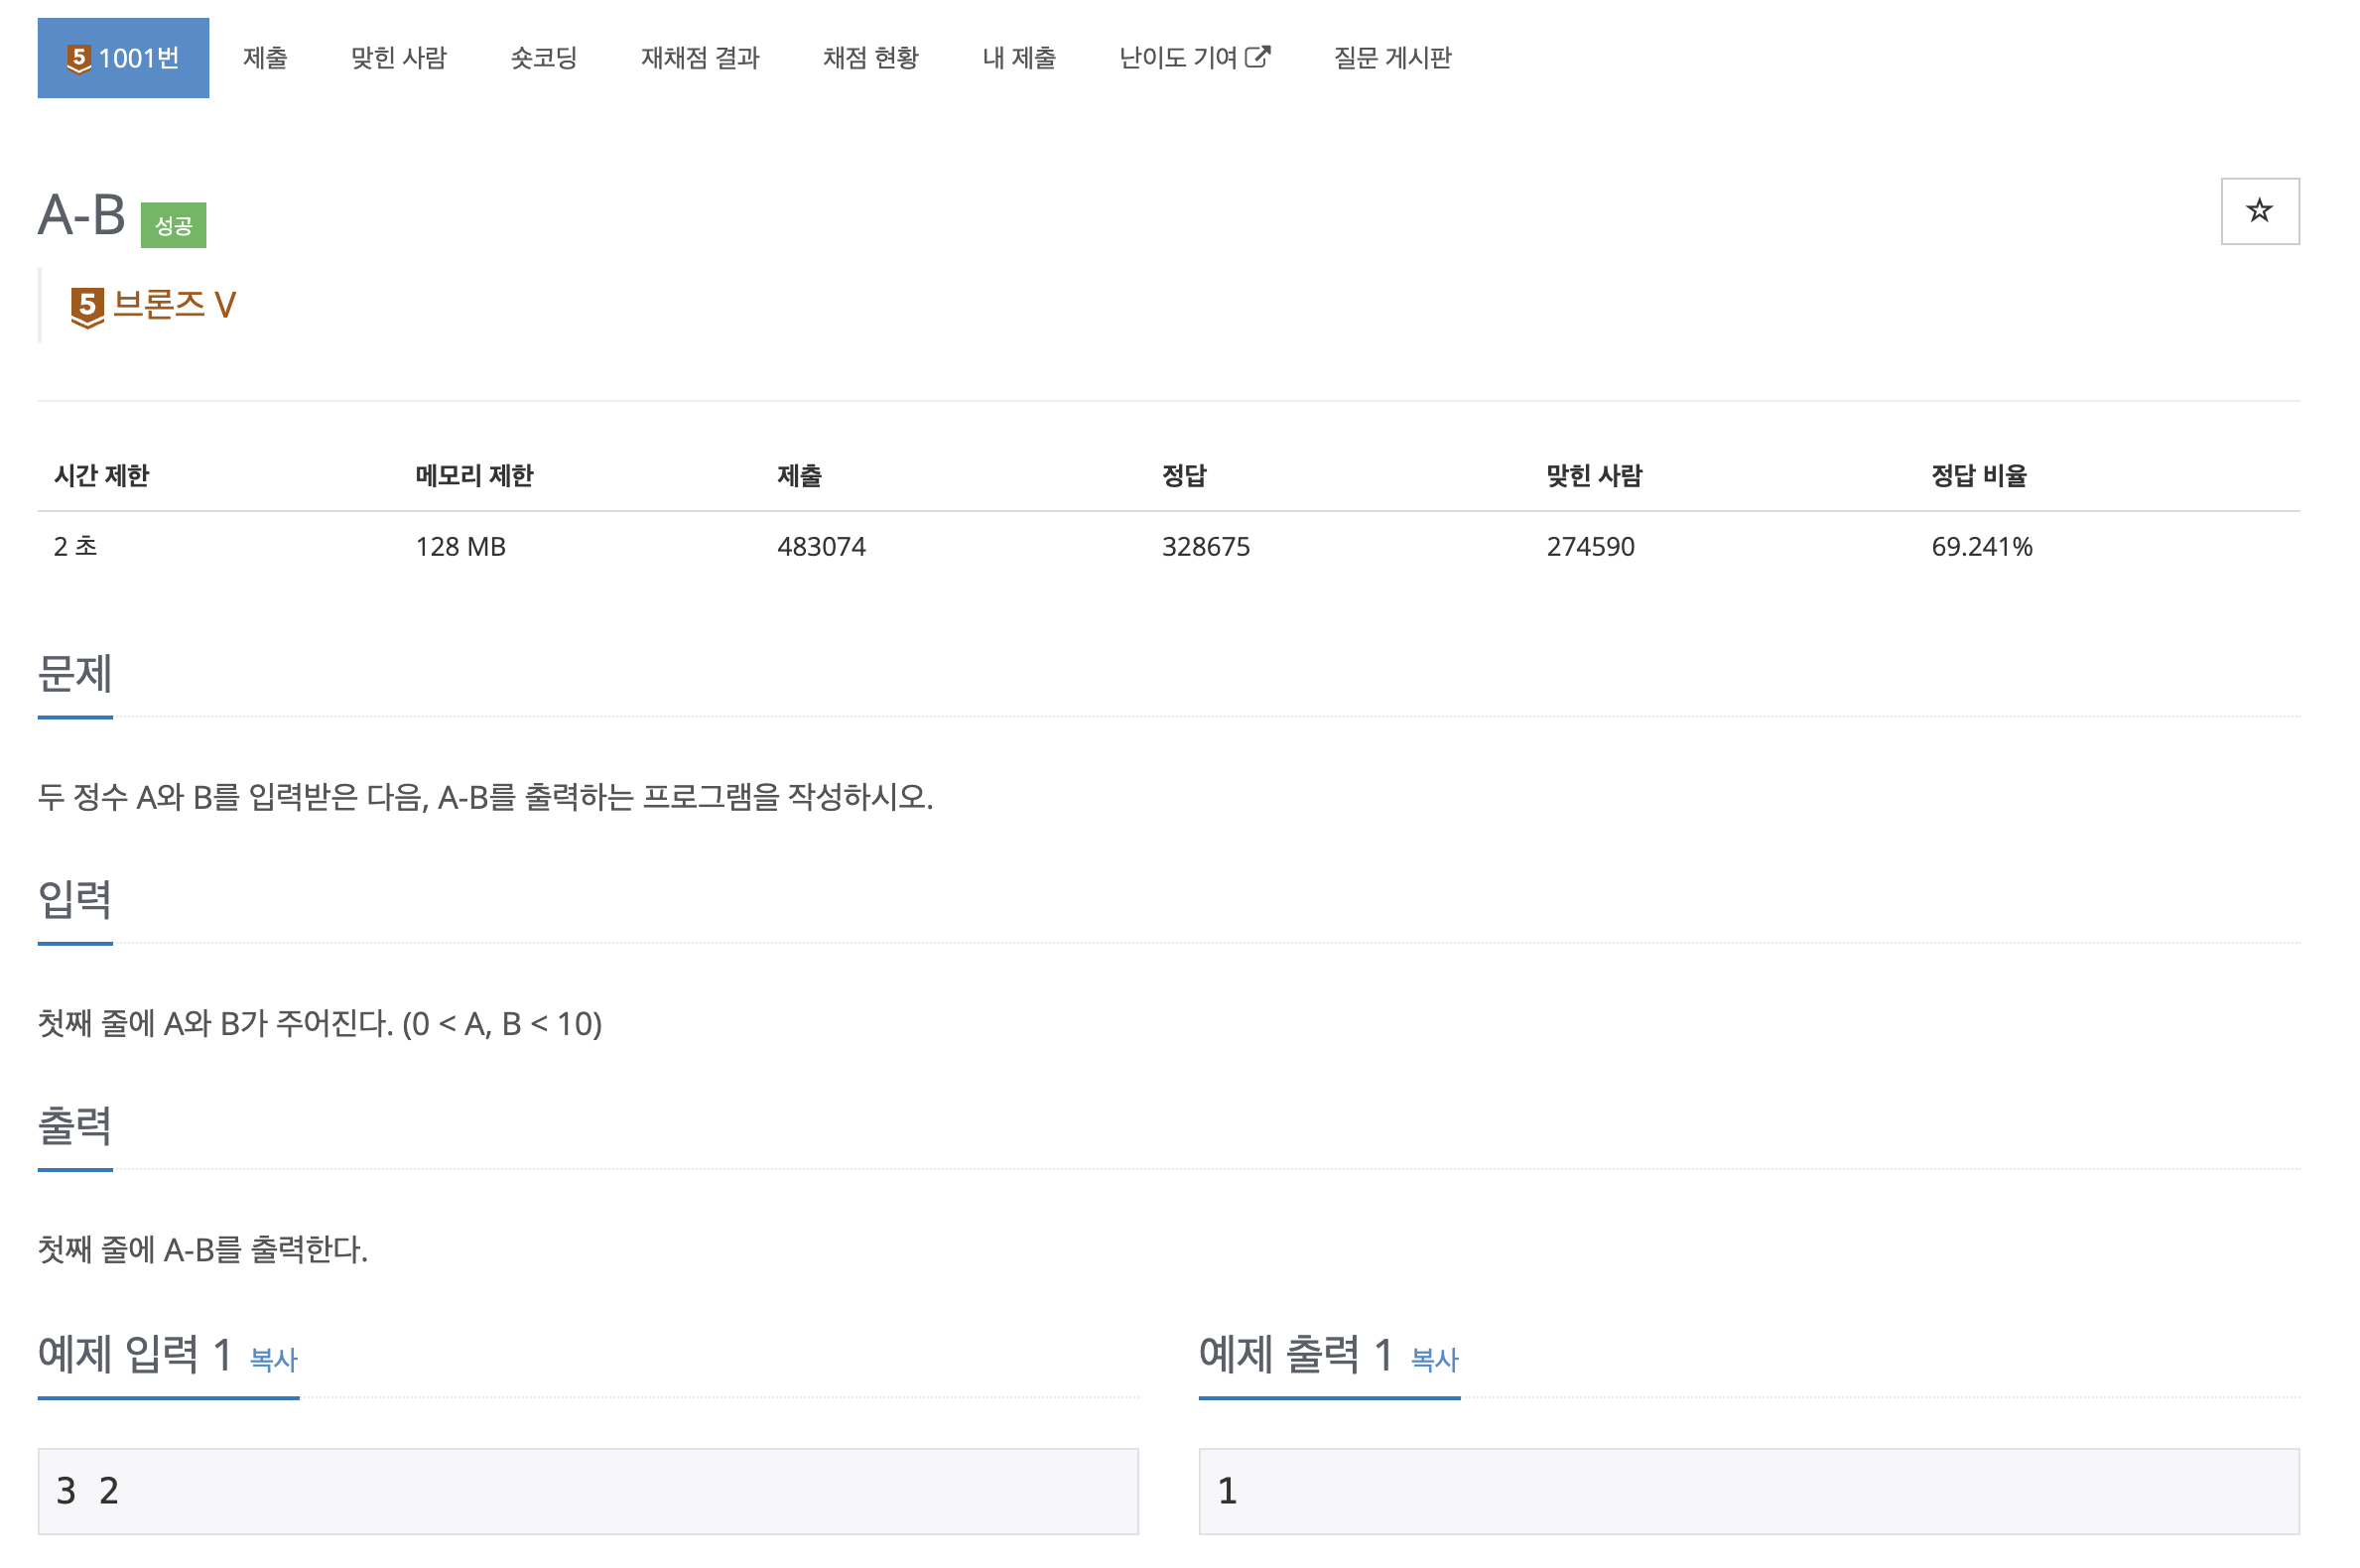 5 1001번 제출 맞힌 사람 숏코딩 재채점 결과 채점 현황 내 제출 난이도 기여 질문 게시판
A-B 성공
5 브론즈 V
시간 제한 메모리 제한 제출 정답 맞힌 사람 정답 비율
2 초 128 MB 483074 328675 274590 69.241%
문제
두 정수 A와 B를 입력받은 다음, A-B를 출력하는 프로그램을 작성하시오.
입력
첫째 줄에 A와 B가 주어진다. (0 < A, B < 10)
출력
첫째 줄에 A-B를 출력한다.
예제 입력 1 복사
3 2
예제 출력 1 복사
1